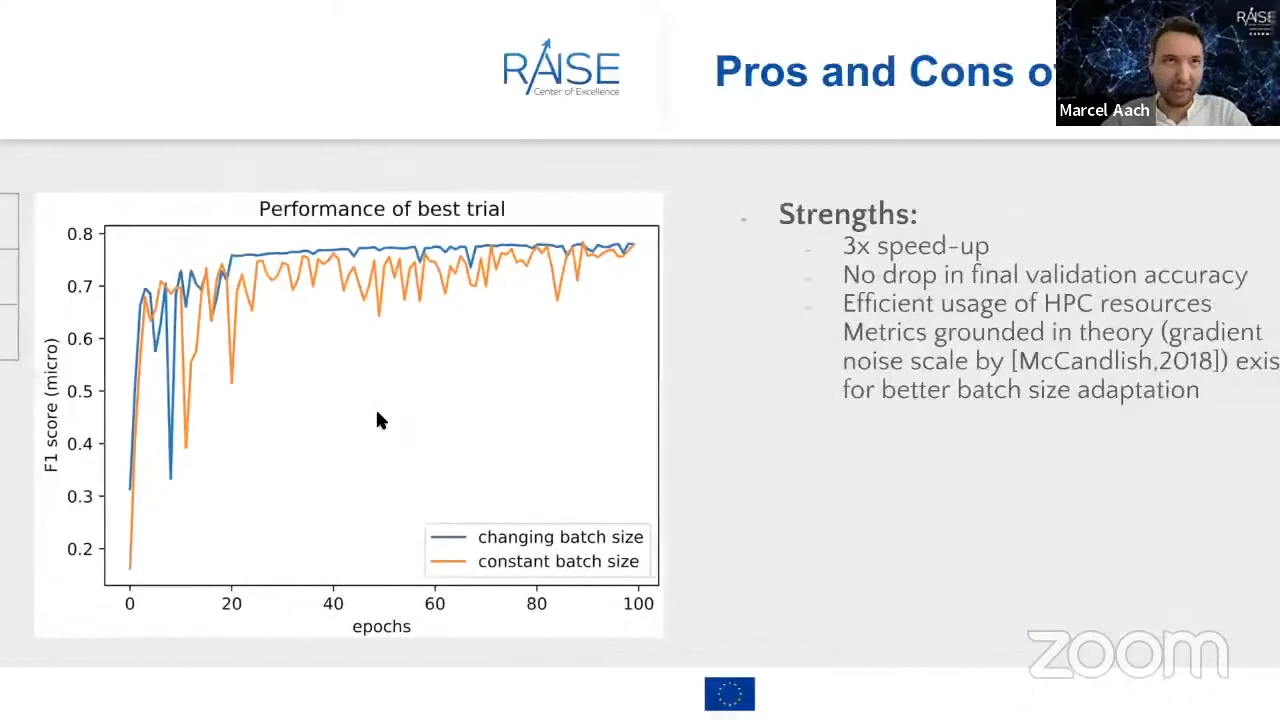 RAISE
Center of Excellence
Pros and Cons o
RAISE
Marcel Aach
Performance of best trial
F1 score (micro)
0.8
0.7
0.6
0.5
0.4
0.3
0.2
0
20
40
60
80
100
epochs
changing batch size
constant batch size
- Strengths:
- 3x speed-up
- No drop in final validation accuracy
- Efficient usage of HPC resources
Metrics grounded in theory (gradient
noise scale by [McCandlish,2018]) exis
for better batch size adaptation
zoom